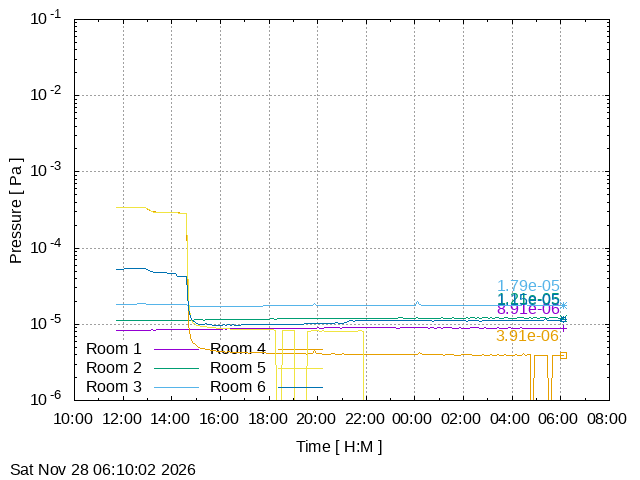 10^-1
10^-2
10^-3
10^-4
10^-5
10^-6
Pressure [ Pa ]
1.79e-05
8.91e-06
3.91e-06
Room 1 Room 4
Room 2 Room 5
Room 3 Room 6
10:00 12:00 14:00 16:00 18:00 20:00 22:00 00:00 02:00 04:00 06:00 08:00
Time [ H:M ]
Sat Nov 28 06:10:02 2026